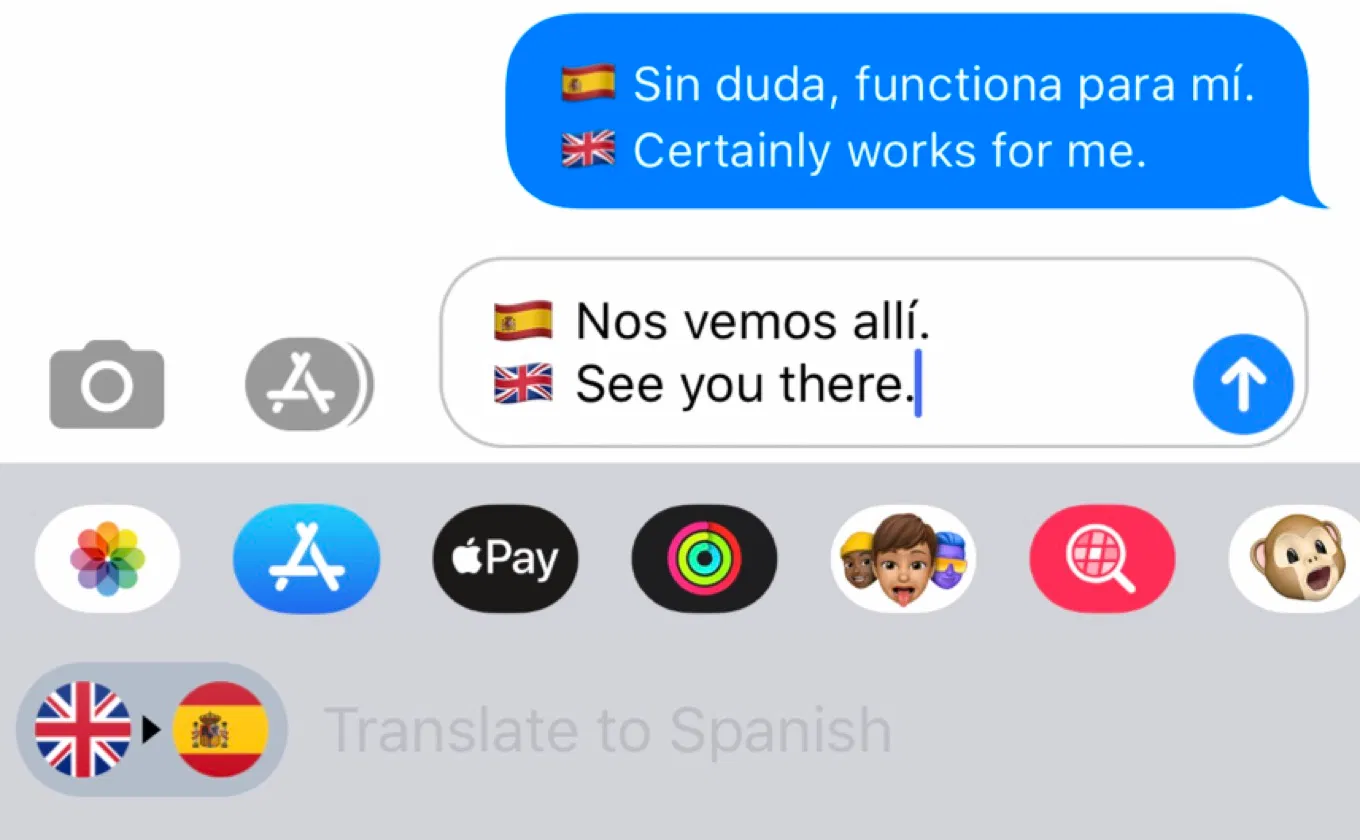 🇪🇸 Sin duda, functiona para mí.
🇬🇧 Certainly works for me.
🇪🇸 Nos vemos allí.
🇬🇧 See you there.
Pay
Translate to Spanish